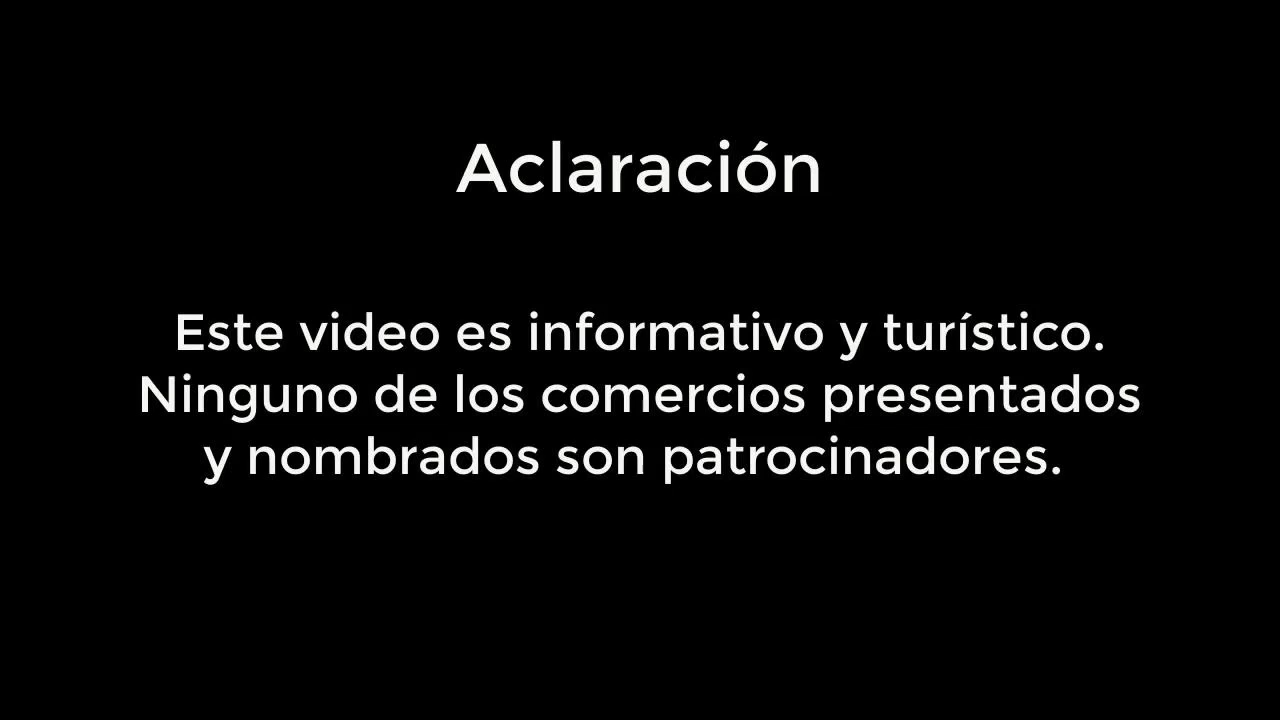 Aclaración
Este video es informativo y turístico.
Ninguno de los comercios presentados
y nombrados son patrocinadores.